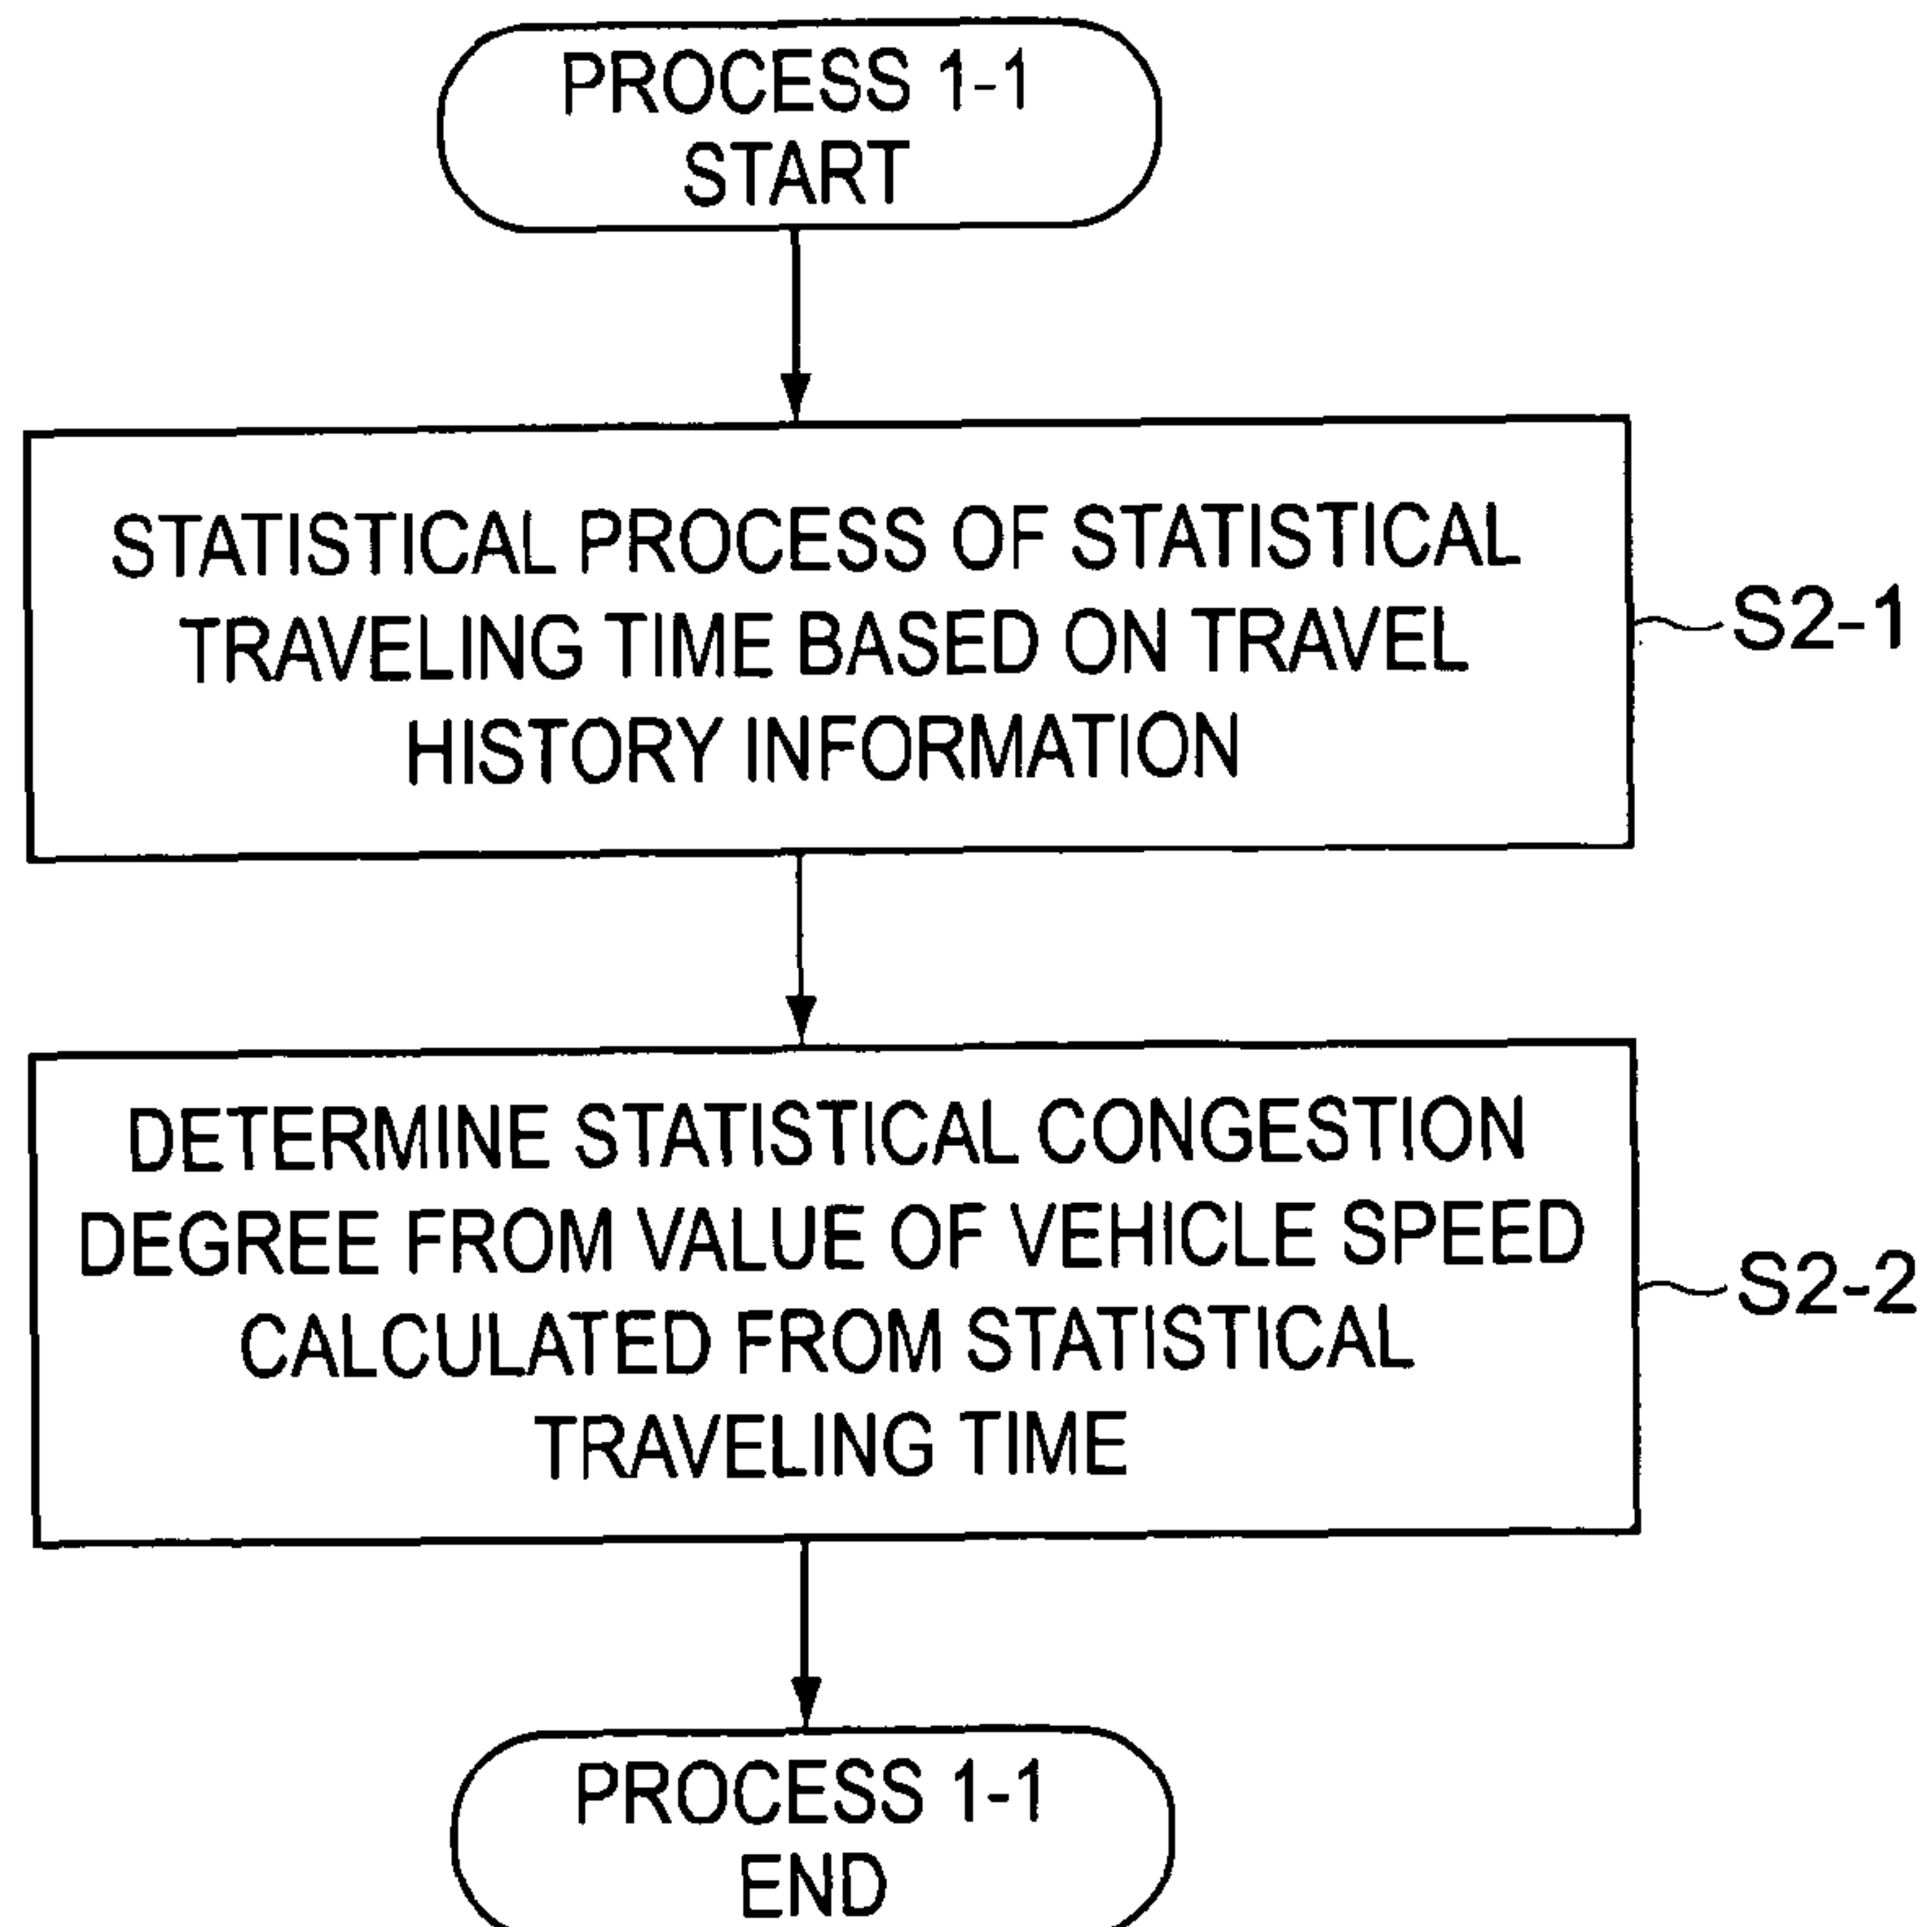 PROCESS 1-1
START
STATISTICAL PROCESS OF STATISTICAL
TRAVELING TIME BASED ON TRAVEL
HISTORY INFORMATION
S2-1
DETERMINE STATISTICAL CONGESTION
DEGREE FROM VALUE OF VEHICLE SPEED
CALCULATED FROM STATISTICAL
TRAVELING TIME
S2-2
PROCESS 1-1
END